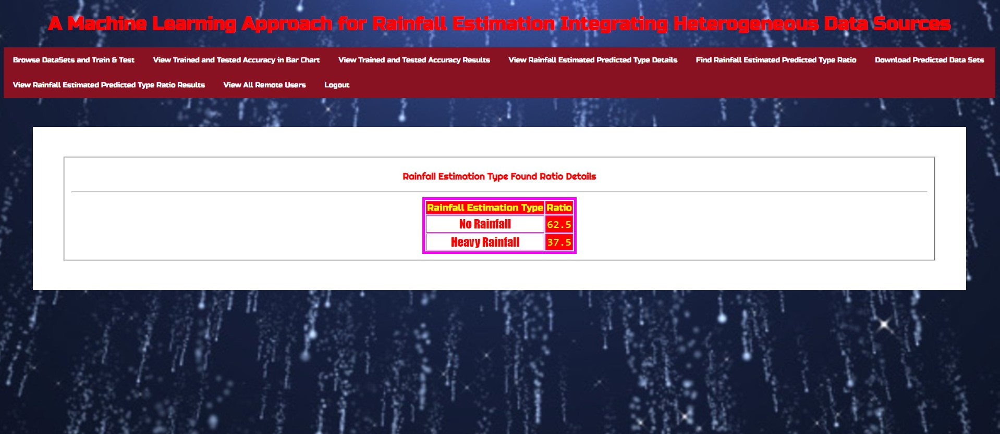 A Machine Learning Approach for Rainfall Estimation Integrating Heterogeneous Data Sources
Browse DataSets and Train & Test View Trained and Tested Accuracy in Bar Chart View Trained and Tested Accuracy Results View Rainfall Estimated Predicted Type Details Find Rainfall Estimated Predicted Type Ratio Download Predicted Data Sets
View Rainfall Estimated Predicted Type Ratio Results View All Remote Users Logout
Rainfall Estimation Type Found Ratio Details
Rainfall Estimation Type Ratio
No Rainfall 62.5
Heavy Rainfall 37.5